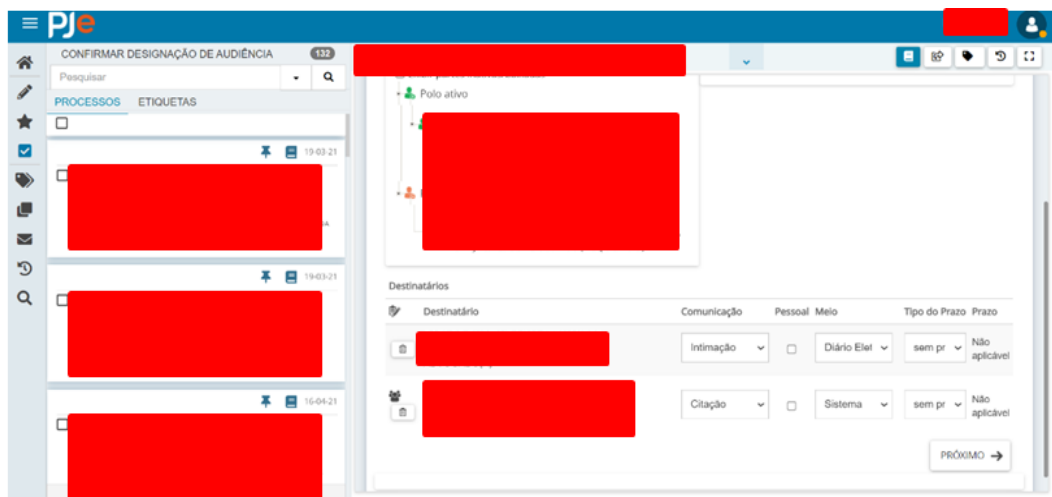 PJe
CONFIRMAR DESIGNAÇÃO DE AUDIÊNCIA 132
Pesquisar
PROCESSOS ETIQUETAS
19-03-21
19-03-21
16-04-21
Polo ativo
Destinatários
Destinatário Comunicação Pessoal Meio Tipo do Prazo Prazo
Intimação Diário Elet sem pr Não aplicável
Citação Sistema sem pr Não aplicável
PRÓXIMO →